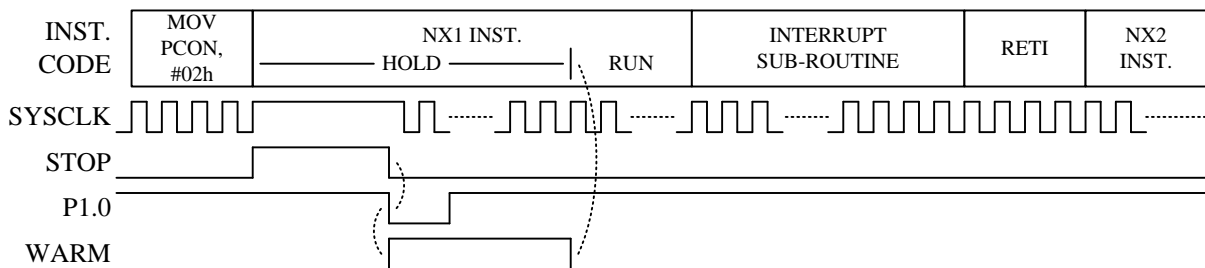 INST.
CODE
MOV
PCON,
#02h
NX1 INST.
HOLD
RUN
INTERRUPT
SUB-ROUTINE
RETI
NX2
INST.
SYSCLK
STOP
P1.0
WARM